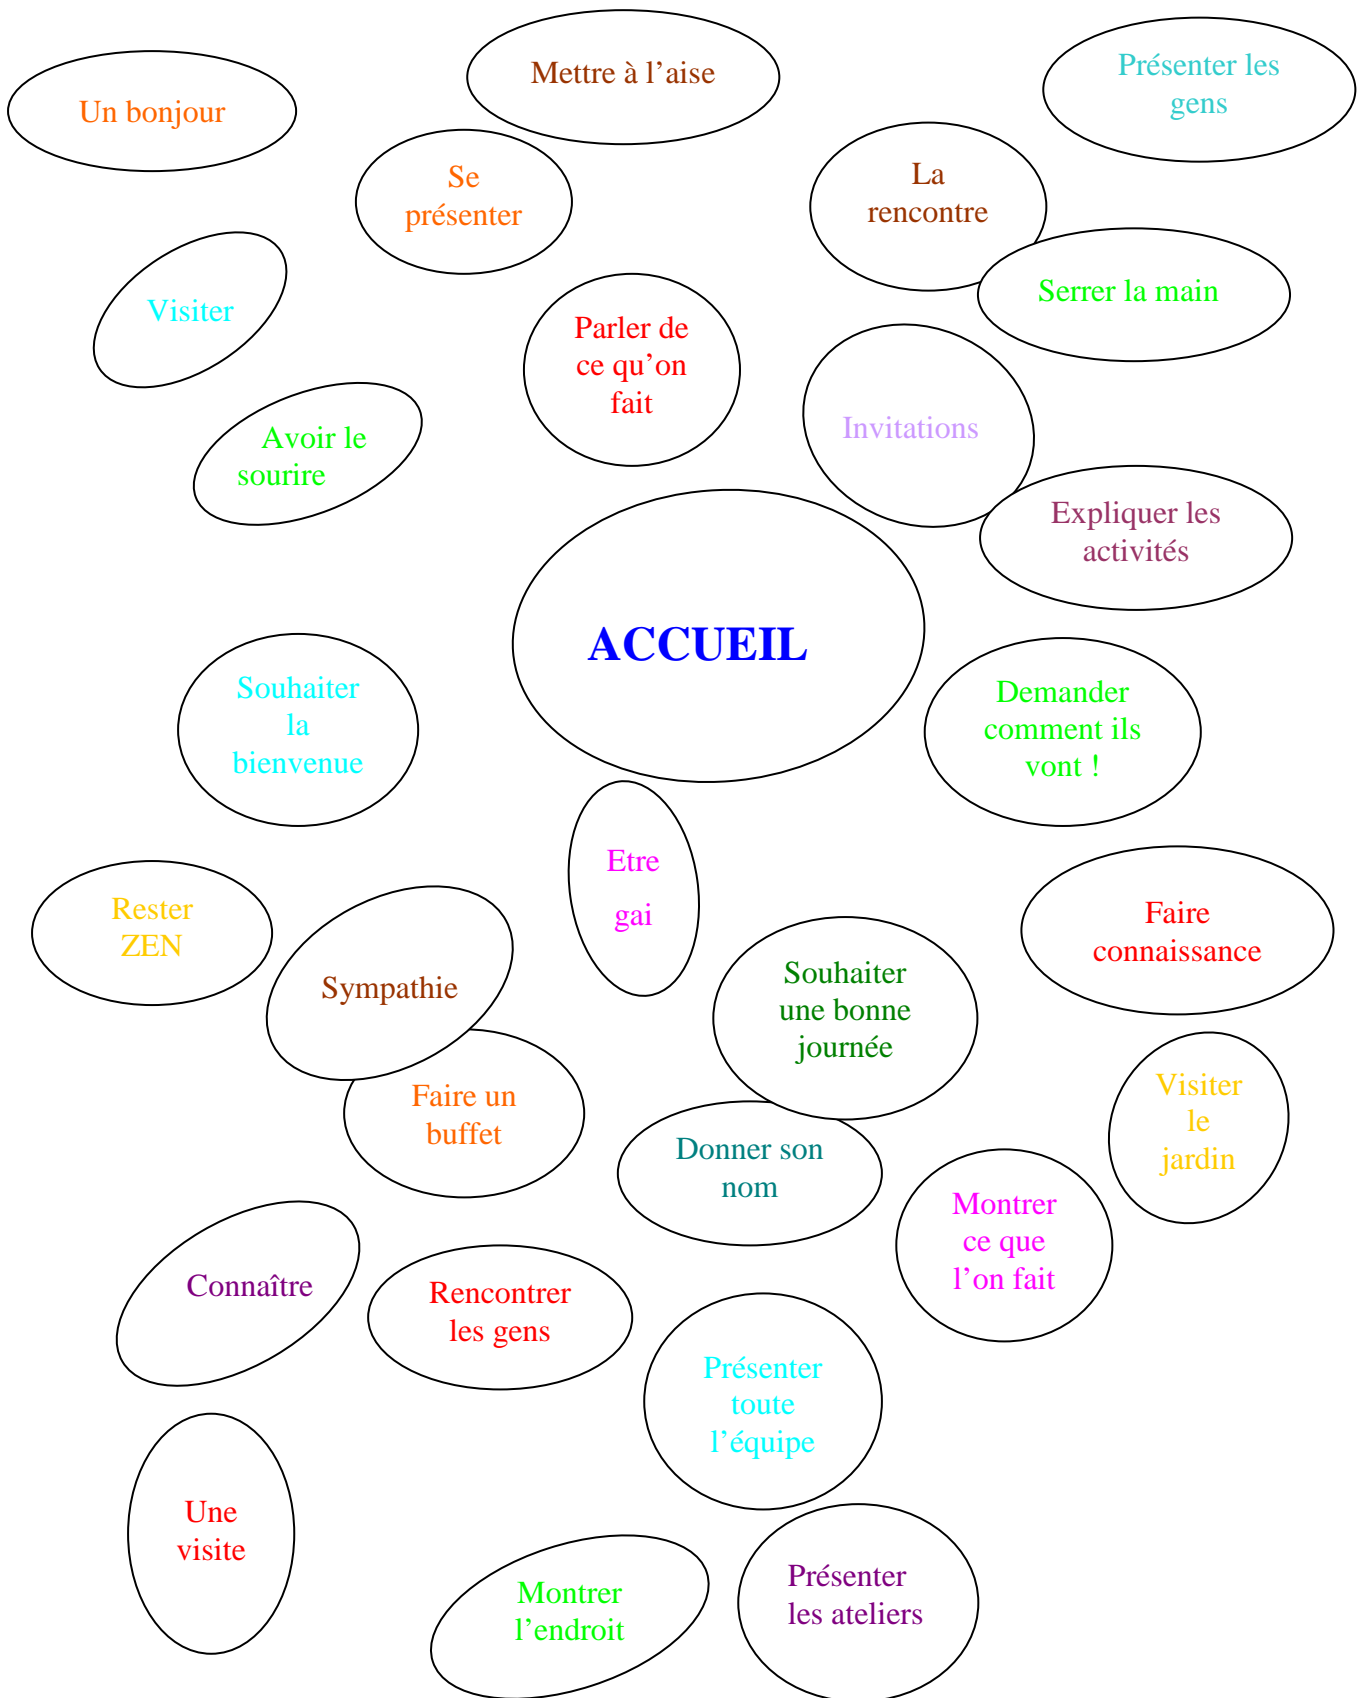 Un bonjour
Mettre à l’aise
Présenter les
gens
Se
présenter
La
rencontre
Visiter
Serrer la main
Parler de
ce qu’on
fait
Avoir le
sourire
Invitations
Expliquer les
activités
ACCUEIL
Souhaiter
la
bienvenue
Demander
comment ils
vont !
Etre
gai
Rester
ZEN
Faire
connaissance
Sympathie
Souhaiter
une bonne
journée
Faire un
buffet
Visiter
le
jardin
Donner son
nom
Montrer
ce que
l’on fait
Connaître
Rencontrer
les gens
Présenter
toute
l’équipe
Une
visite
Montrer
l’endroit
Présenter
les ateliers